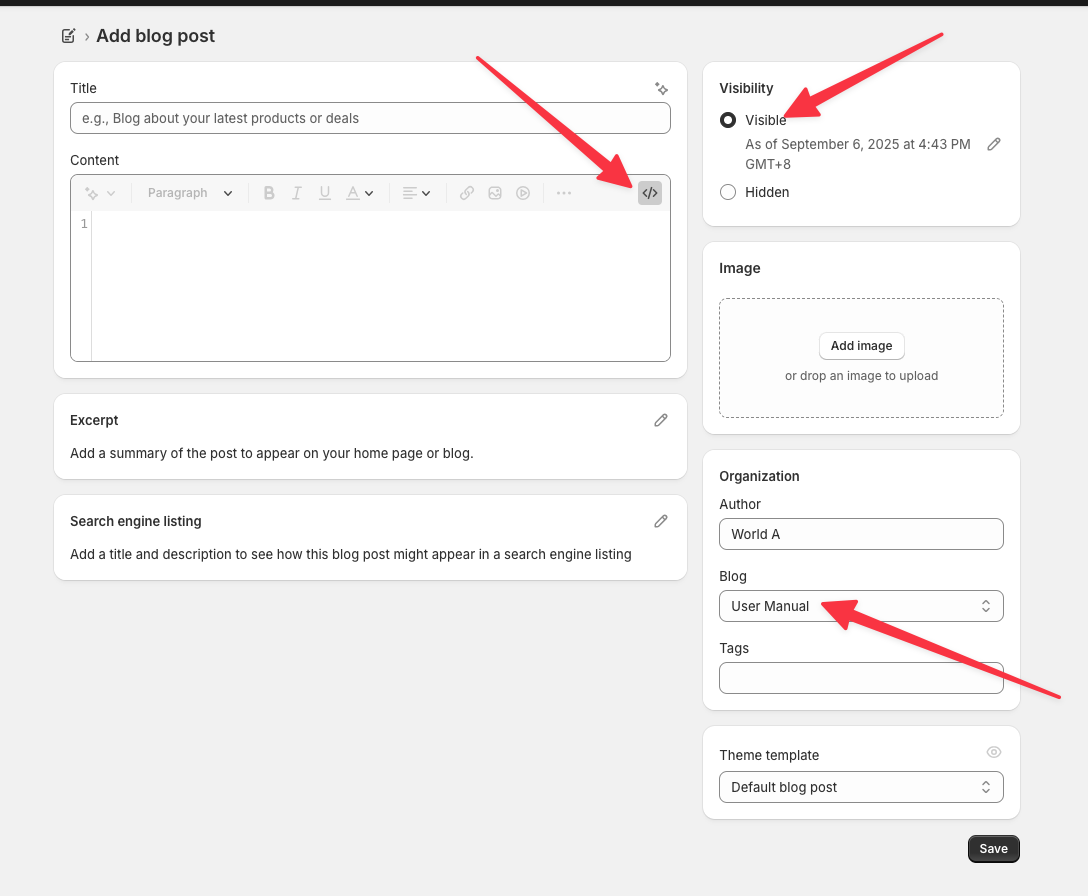 Add blog post
Title
e.g., Blog about your latest products or deals
Content
Paragraph
B I U A
</>
1
Excerpt
Add a summary of the post to appear on your home page or blog.
Search engine listing
Add a title and description to see how this blog post might appear in a search engine listing
Visibility
Visible
As of September 6, 2025 at 4:43 PM
GMT+8
Hidden
Image
Add image
or drop an image to upload
Organization
Author
World A
Blog
User Manual
Tags
Theme template
Default blog post
Save